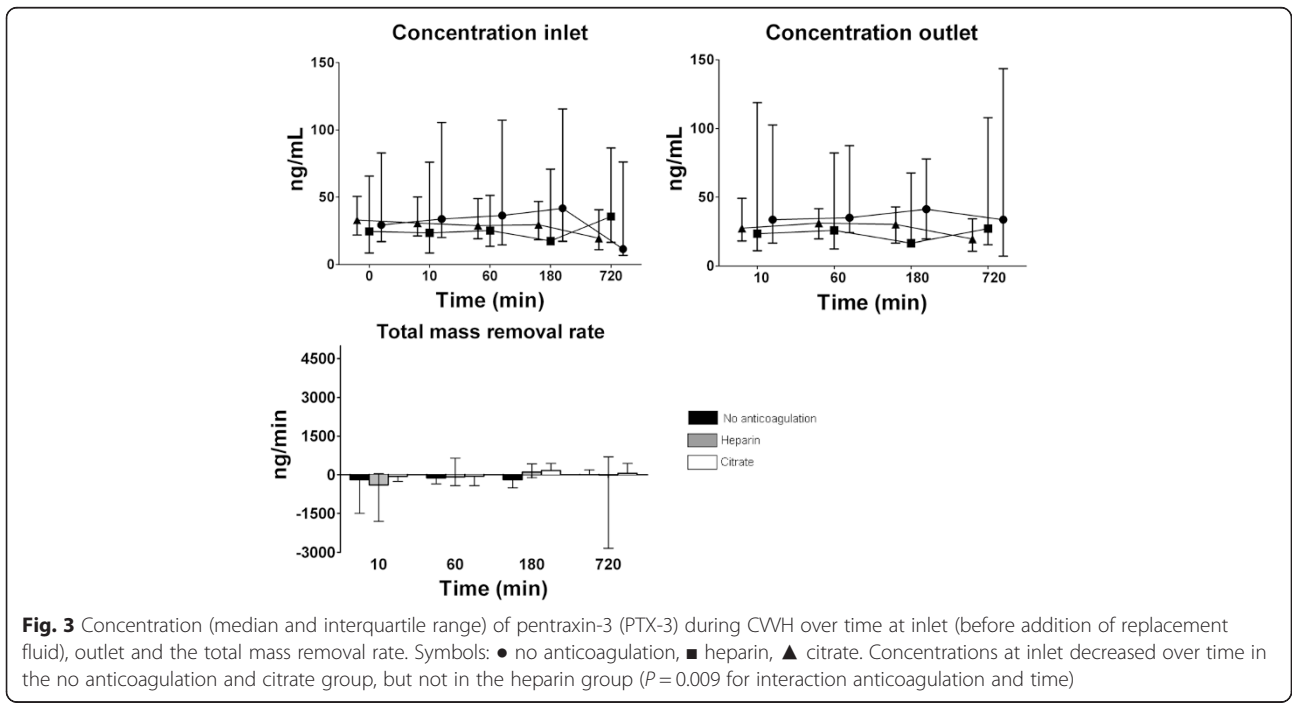 Concentration inlet
150
100
50
0
ng/mL
0 10 60 180 720
Time (min)
Concentration outlet
150
100
50
0
ng/mL
10 60 180 720
Time (min)
Total mass removal rate
4500
3000
1500
0
-1500
-3000
ng/min
10 60 180 720
Time (min)
No anticoagulation
Heparin
Citrate
Fig. 3 Concentration (median and interquartile range) of pentraxin-3 (PTX-3) during CVVH over time at inlet (before addition of replacement
fluid), outlet and the total mass removal rate. Symbols: ● no anticoagulation, ■ heparin, ▲ citrate. Concentrations at inlet decreased over time in
the no anticoagulation and citrate group, but not in the heparin group (P = 0.009 for interaction anticoagulation and time)